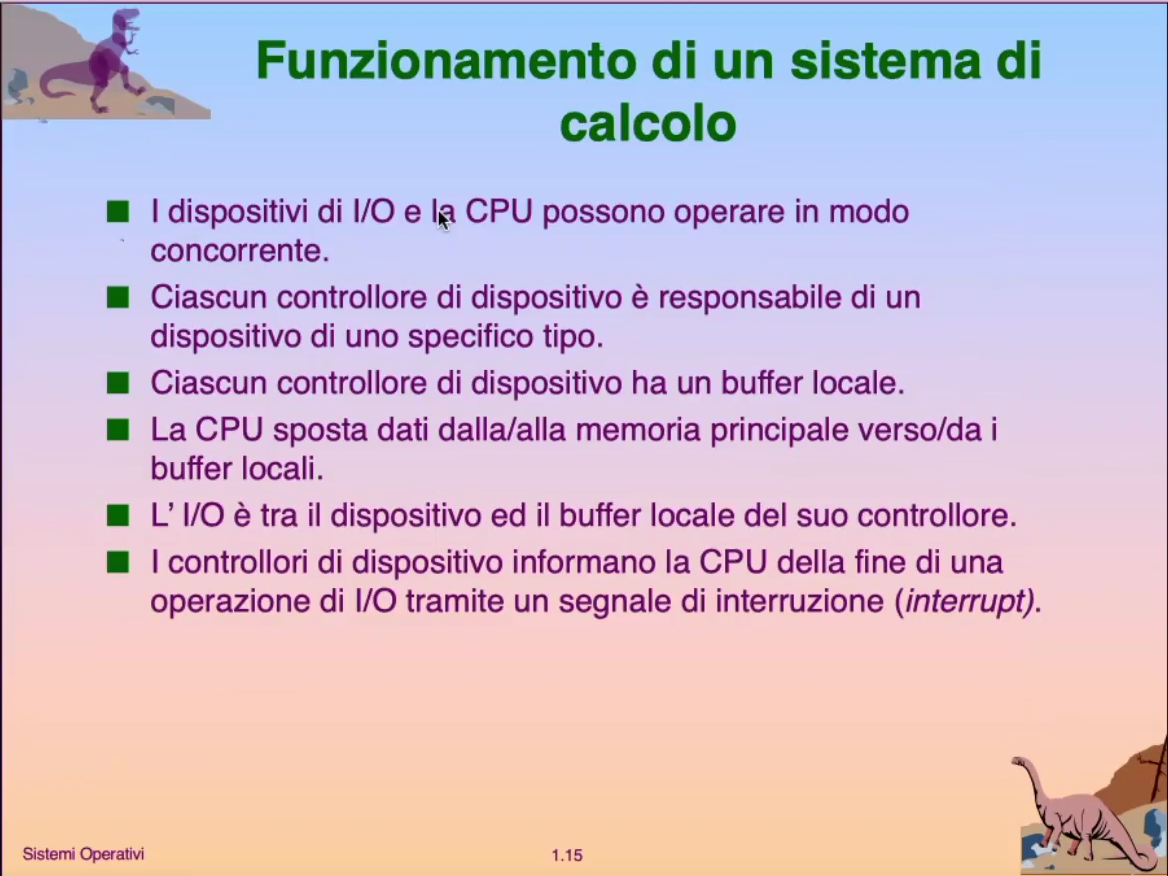 Funzionamento di un sistema di
calcolo
I dispositivi di I/O e la CPU possono operare in modo
concorrente.
Ciascun controllore di dispositivo è responsabile di un
dispositivo di uno specifico tipo.
Ciascun controllore di dispositivo ha un buffer locale.
La CPU sposta dati dalla/alla memoria principale verso/da i
buffer locali.
L’ I/O è tra il dispositivo ed il buffer locale del suo controllore.
I controllori di dispositivo informano la CPU della fine di una
operazione di I/O tramite un segnale di interruzione (interrupt).
Sistemi Operativi
1.15